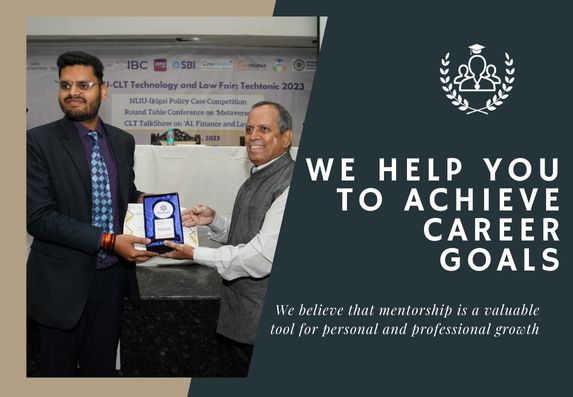 IBC
SBI
I-CLT Technology and Law Fair: Techtonic 2023
NLIU-Ikigai Policy Case Competition
Round Table Conference on 'Metaverse
CLT TalkShow on 'AI, Finance and Law
, 2023
WE HELP YOU
TO ACHIEVE
CAREER
GOALS
We believe that mentorship is a valuable
tool for personal and professional growth